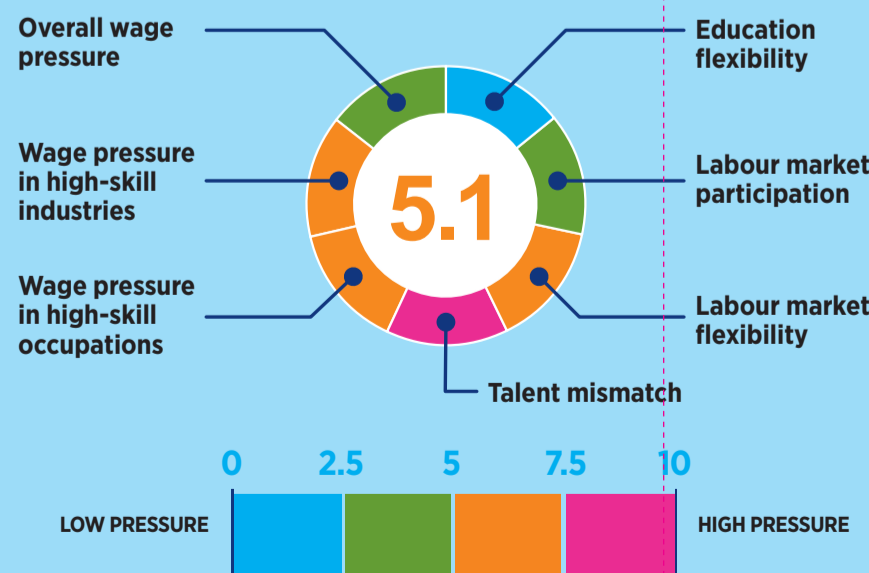 Overall wage
pressure
Education
flexibility
Wage pressure
in high-skill
industries
5.1
Labour market
participation
Wage pressure
in high-skill
occupations
Labour market
flexibility
Talent mismatch
0 2.5 5 7.5 10
LOW PRESSURE
HIGH PRESSURE